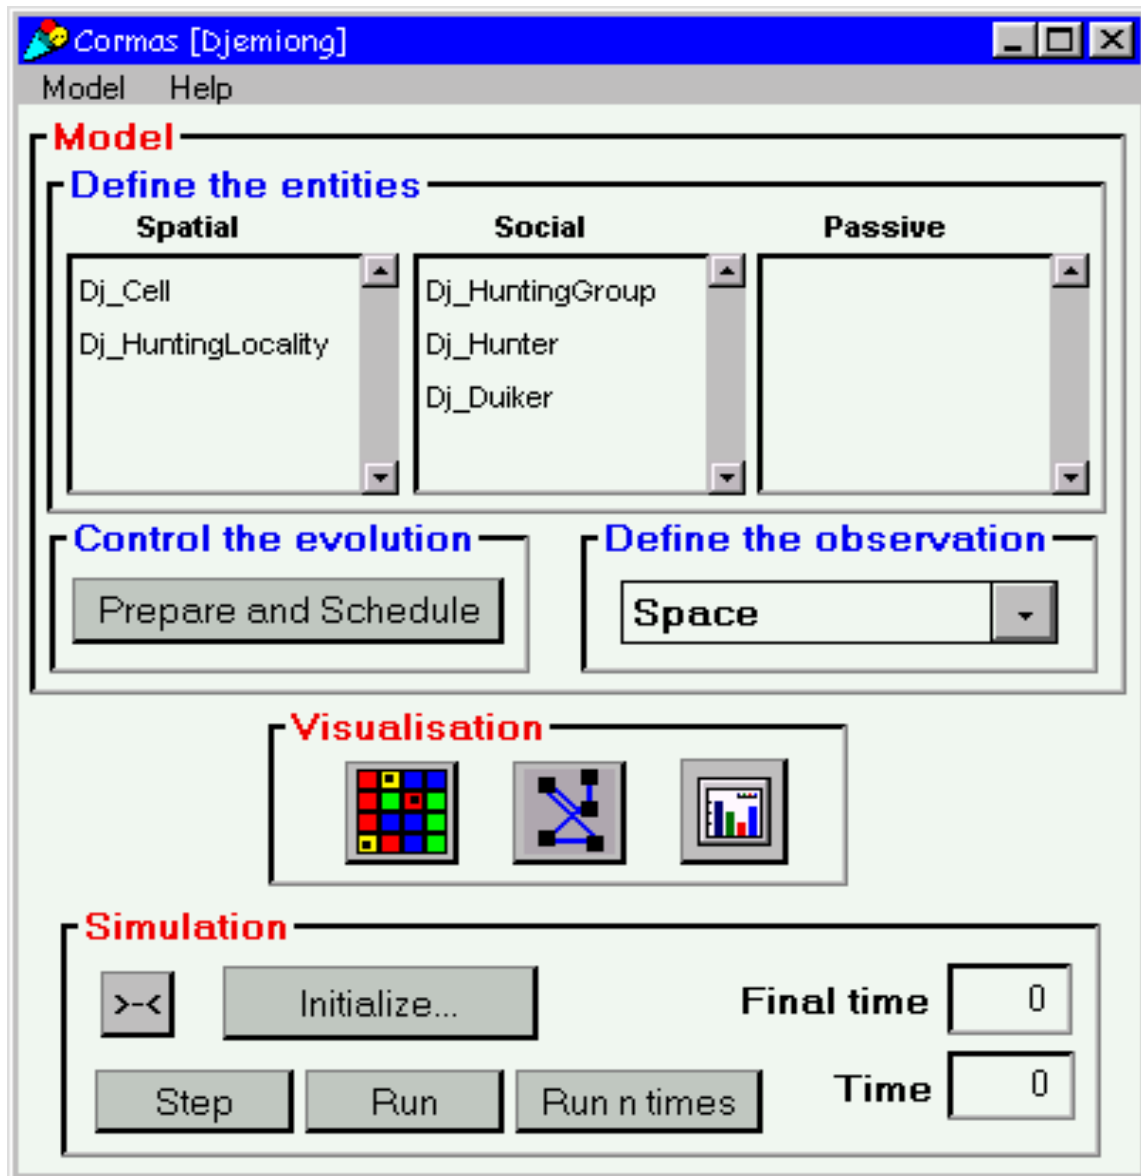 Cormas [Djemiong]
Model Help
Model
Define the entities
Spatial Social Passive
Dj_Cell Dj_HuntingGroup
Dj_HuntingLocality Dj_Hunter
Dj_Duiker
Control the evolution Define the observation
Prepare and Schedule Space
Visualisation
Simulation
>-< Initialize... Final time 0
Step Run Run n times Time 0